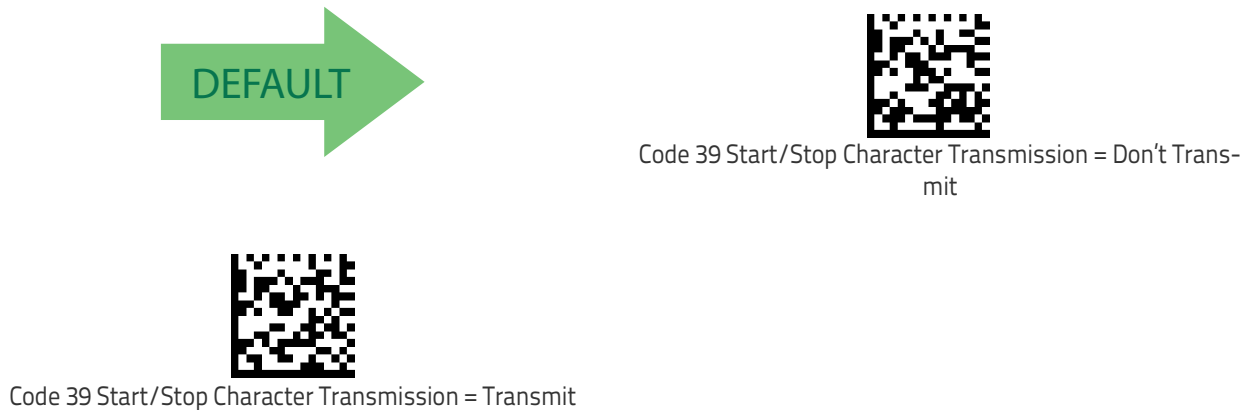 DEFAULT
Code 39 Start/Stop Character Transmission = Don’t Trans-
mit
Code 39 Start/Stop Character Transmission = Transmit